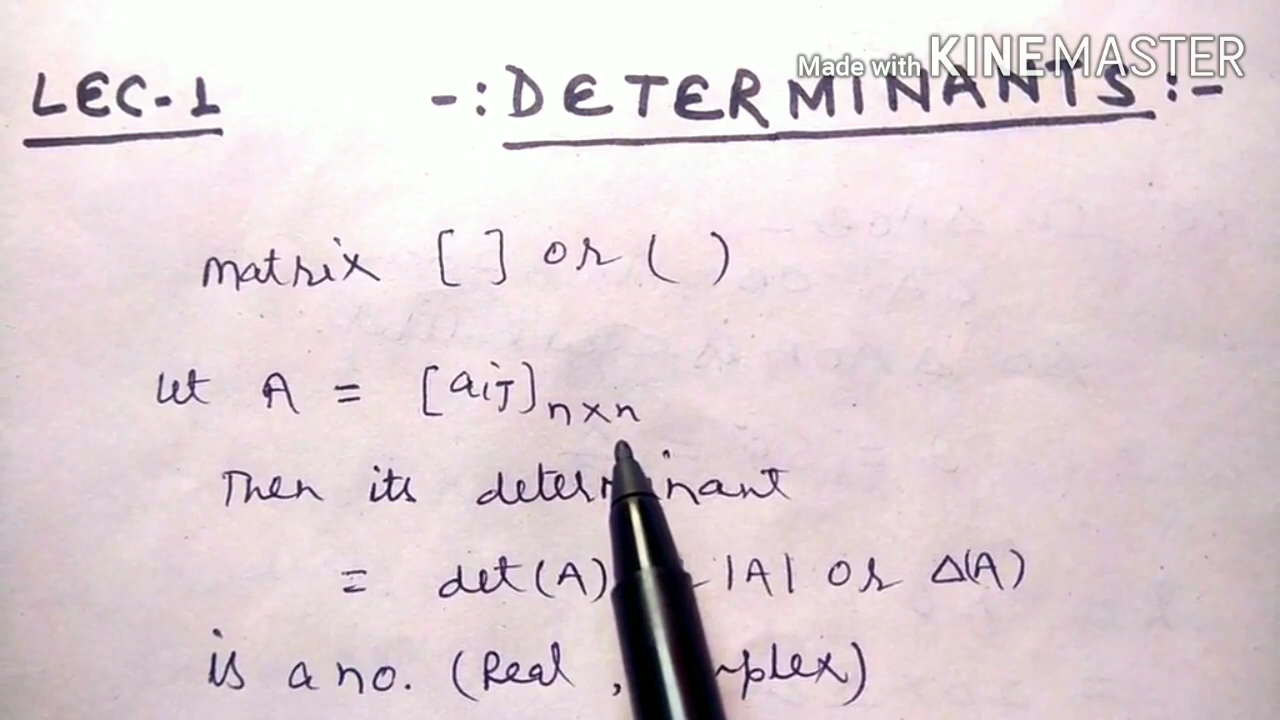 Made with KINEMASTER
LEC-1 -: DETERMINANTS :-
matrix [ ] or ( )
let A = [aij]n×n
Then its determinant
= det(A) |A| or Δ(A)
is a no. (Real ,